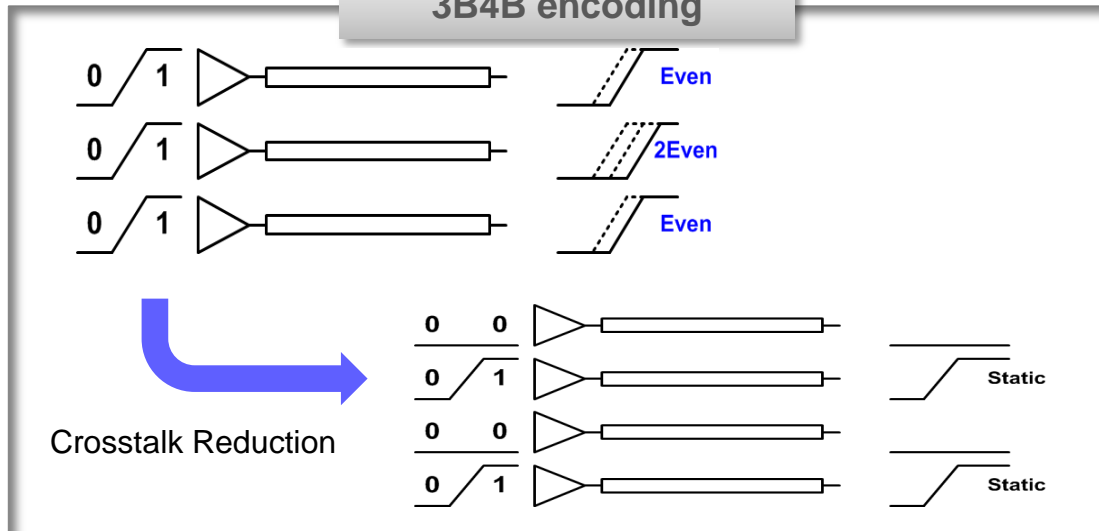 3B4B encoding
0 1 Even
0 1 2Even
0 1 Even
0 0
0 1 Static
0 0
0 1 Static
Crosstalk Reduction